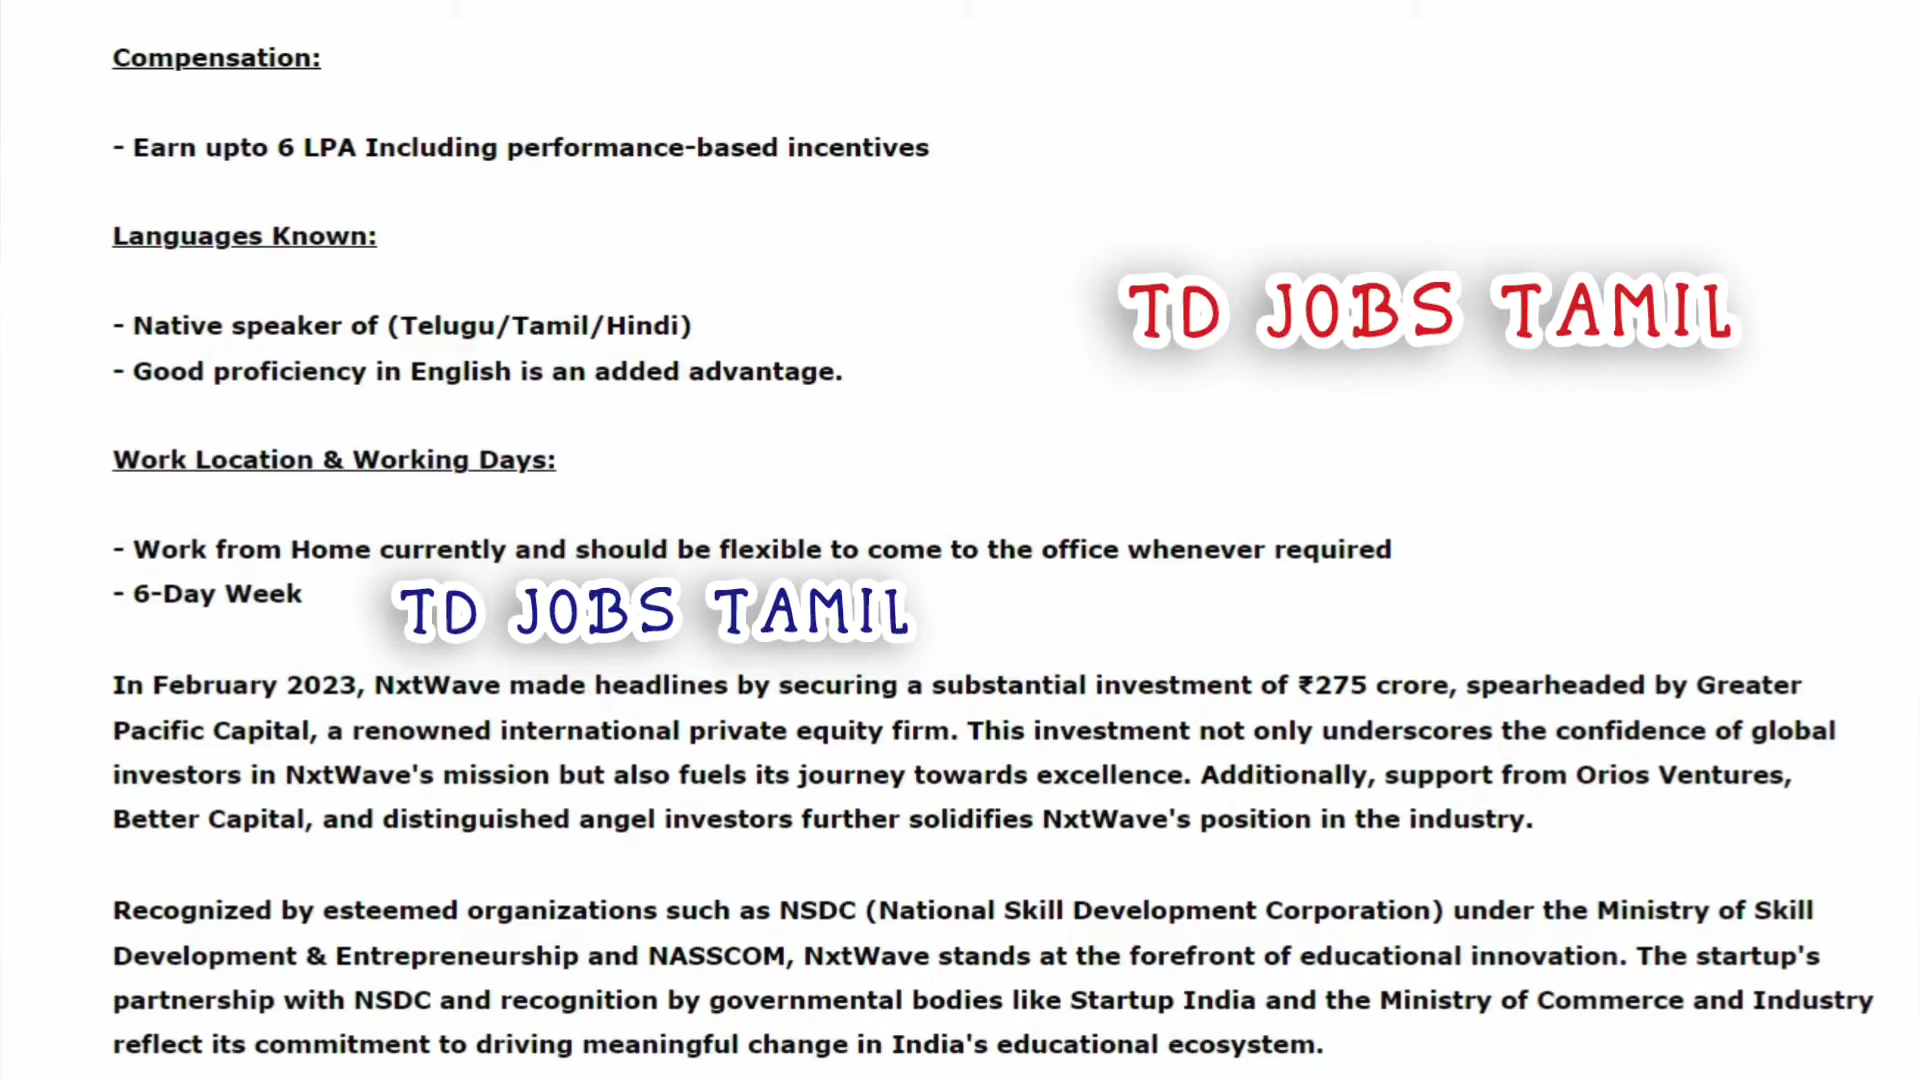 Compensation:
- Earn upto 6 LPA Including performance-based incentives
Languages Known:
TD JOBS TAMIL
- Native speaker of (Telugu/Tamil/Hindi)
- Good proficiency in English is an added advantage.
Work Location & Working Days:
- Work from Home currently and should be flexible to come to the office whenever required
- 6-Day Week
TD JOBS TAMIL
In February 2023, NxtWave made headlines by securing a substantial investment of ₹275 crore, spearheaded by Greater
Pacific Capital, a renowned international private equity firm. This investment not only underscores the confidence of global
investors in NxtWave's mission but also fuels its journey towards excellence. Additionally, support from Orios Ventures,
Better Capital, and distinguished angel investors further solidifies NxtWave's position in the industry.
Recognized by esteemed organizations such as NSDC (National Skill Development Corporation) under the Ministry of Skill
Development & Entrepreneurship and NASSCOM, NxtWave stands at the forefront of educational innovation. The startup's
partnership with NSDC and recognition by governmental bodies like Startup India and the Ministry of Commerce and Industry
reflect its commitment to driving meaningful change in India's educational ecosystem.